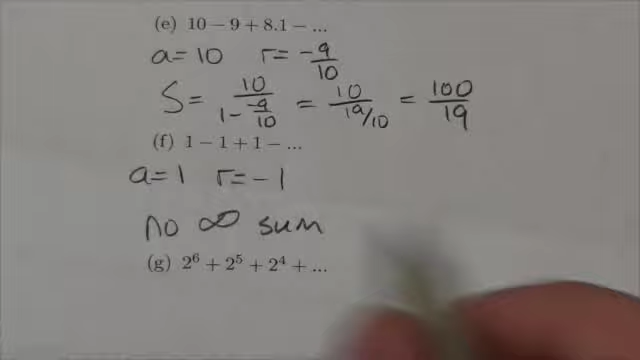 (e) 10 − 9 + 8.1 − ...
a = 10 r = -9/10
S = 10/(1 - -9/10) = 10/(19/10) = 100/19
(f) 1 − 1 + 1 − ...
a = 1 r = -1
no ∞ sum
(g) 2⁶ + 2⁵ + 2⁴ + ...